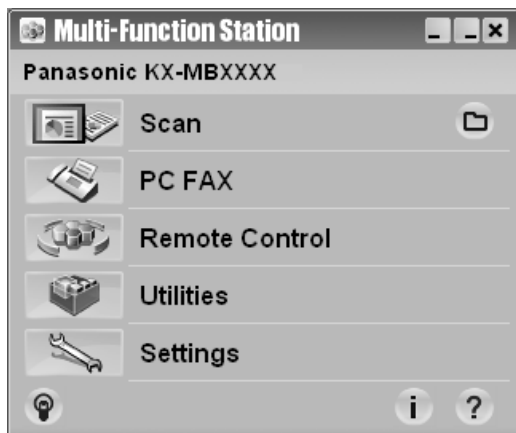 Multi-Function Station
Panasonic KX-MBXXXX
Scan
PC FAX
Remote Control
Utilities
Settings
i ?